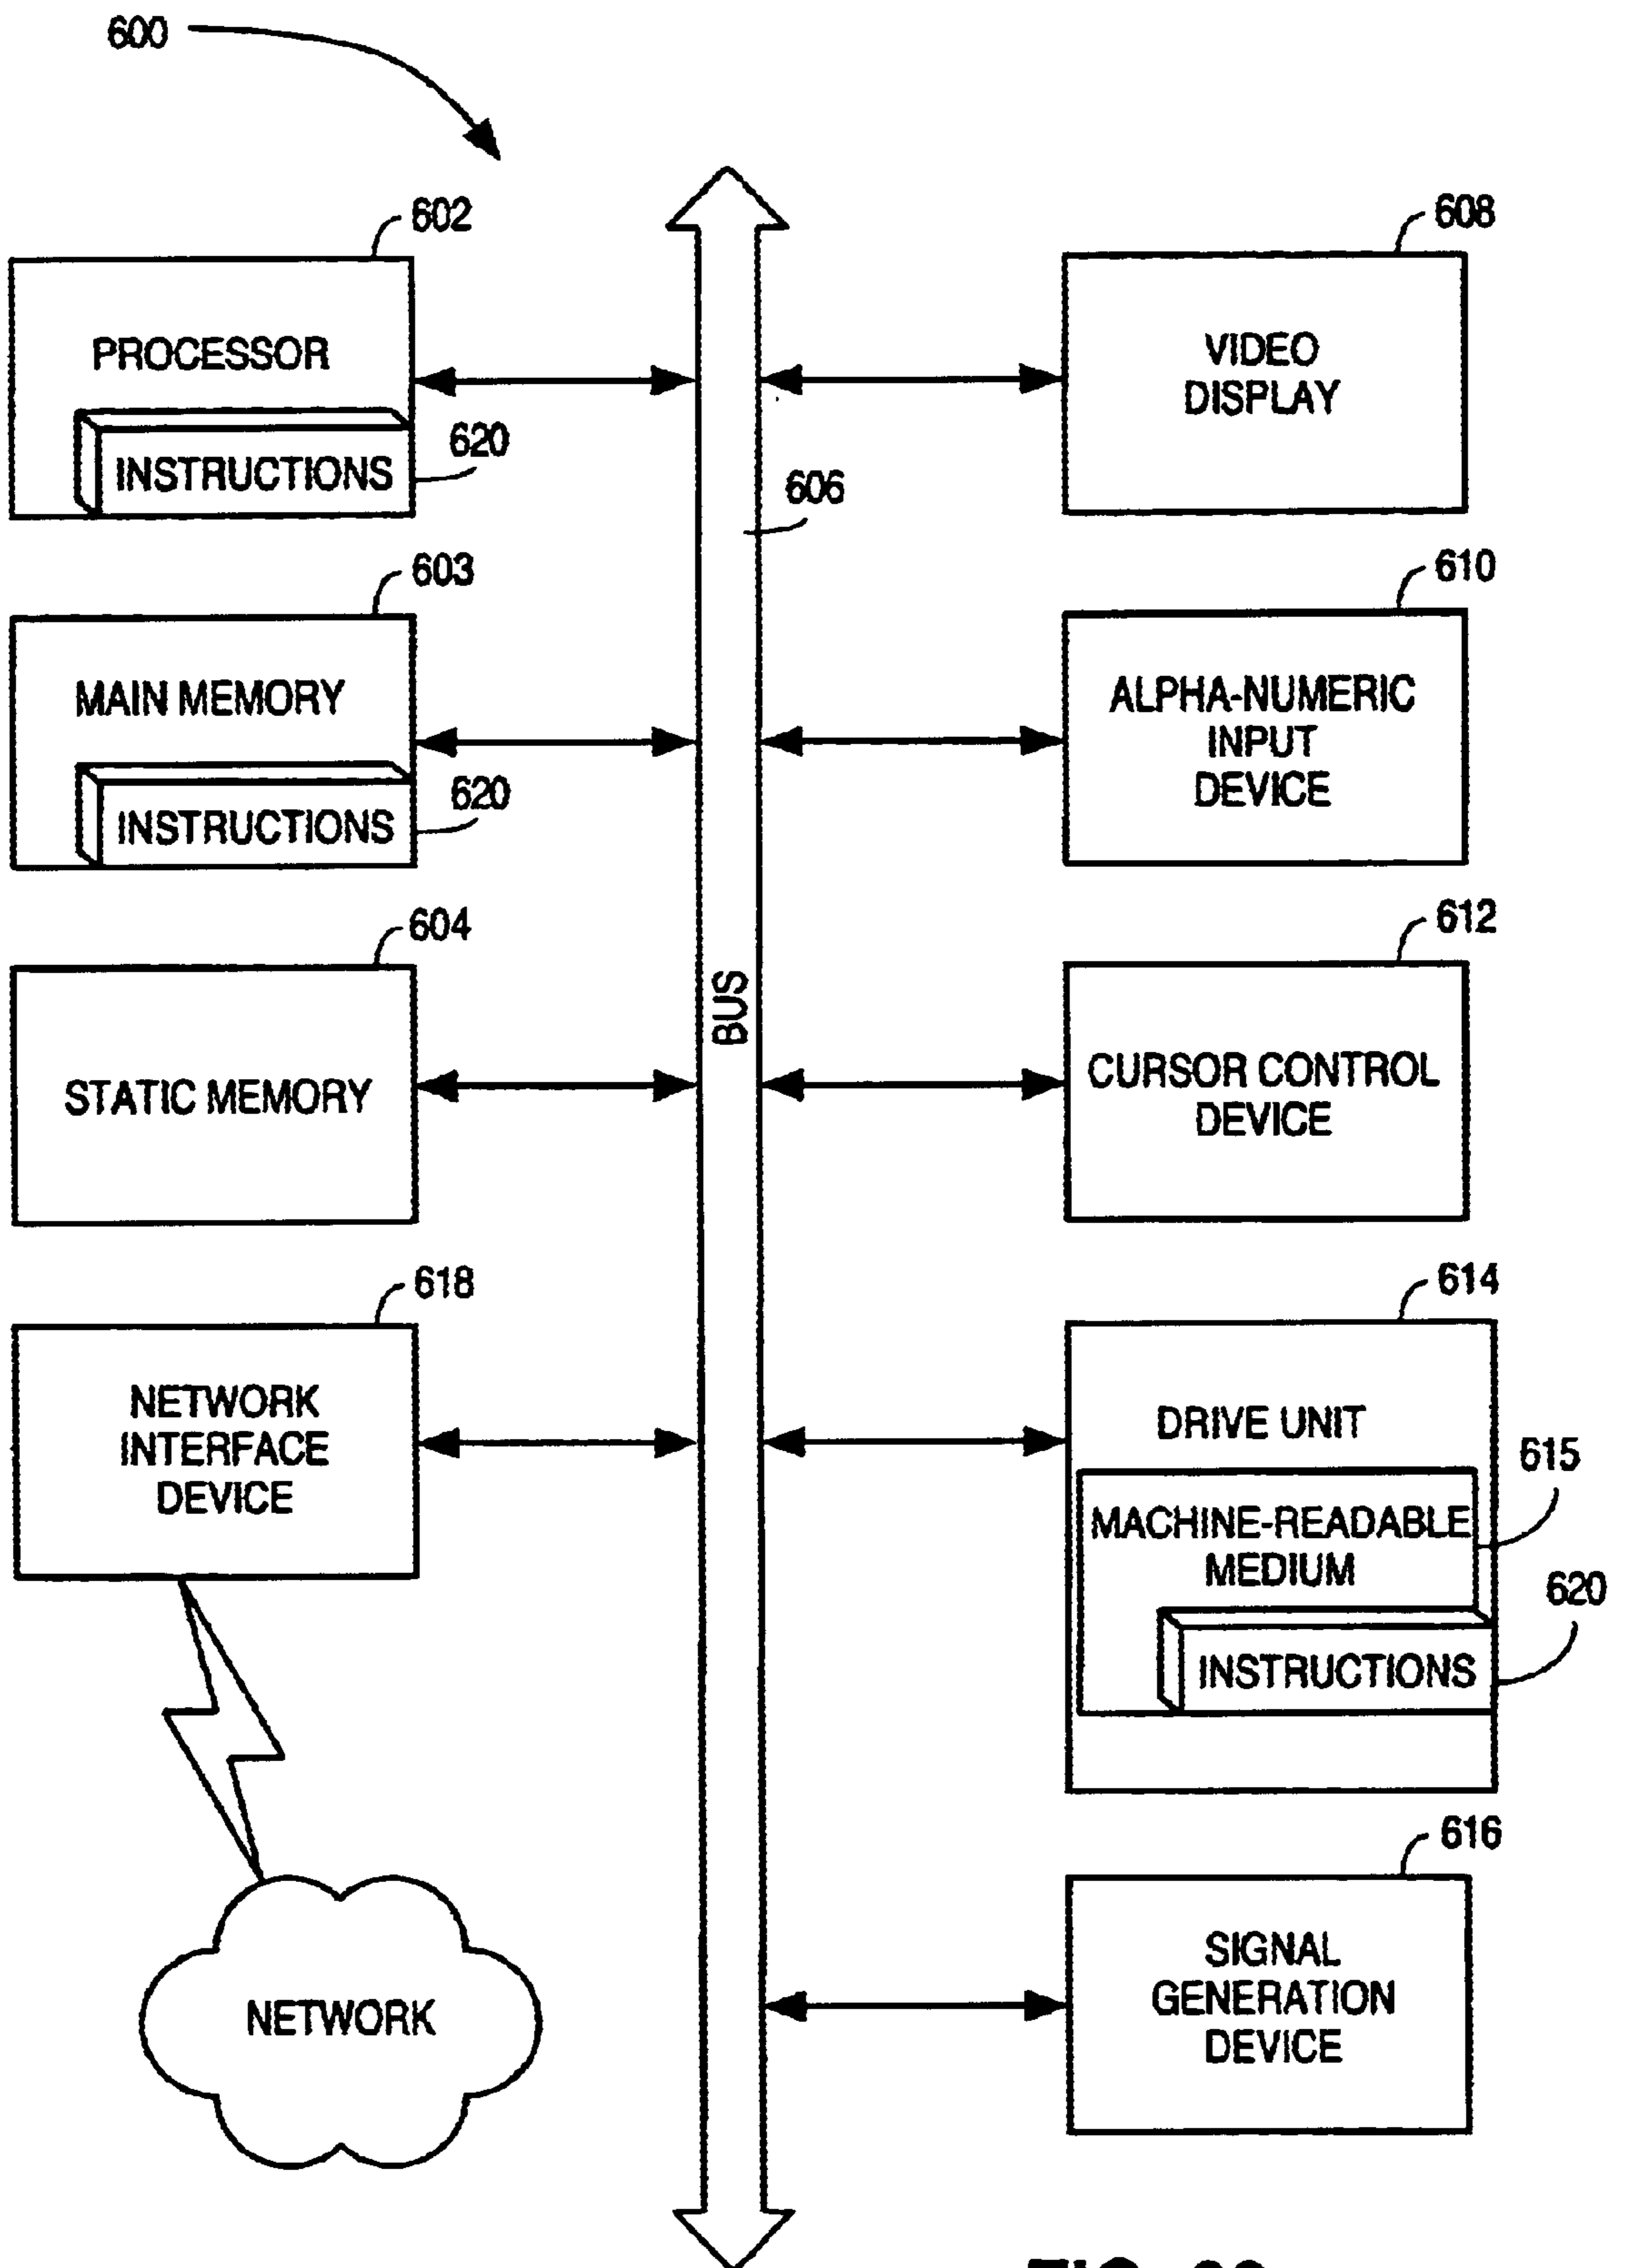 600
602
PROCESSOR
620
INSTRUCTIONS
603
MAIN MEMORY
620
INSTRUCTIONS
604
STATIC MEMORY
618
NETWORK
INTERFACE
DEVICE
NETWORK
606
BUS
608
VIDEO
DISPLAY
610
ALPHA-NUMERIC
INPUT
DEVICE
612
CURSOR CONTROL
DEVICE
614
DRIVE UNIT
615
MACHINE-READABLE
MEDIUM
620
INSTRUCTIONS
616
SIGNAL
GENERATION
DEVICE